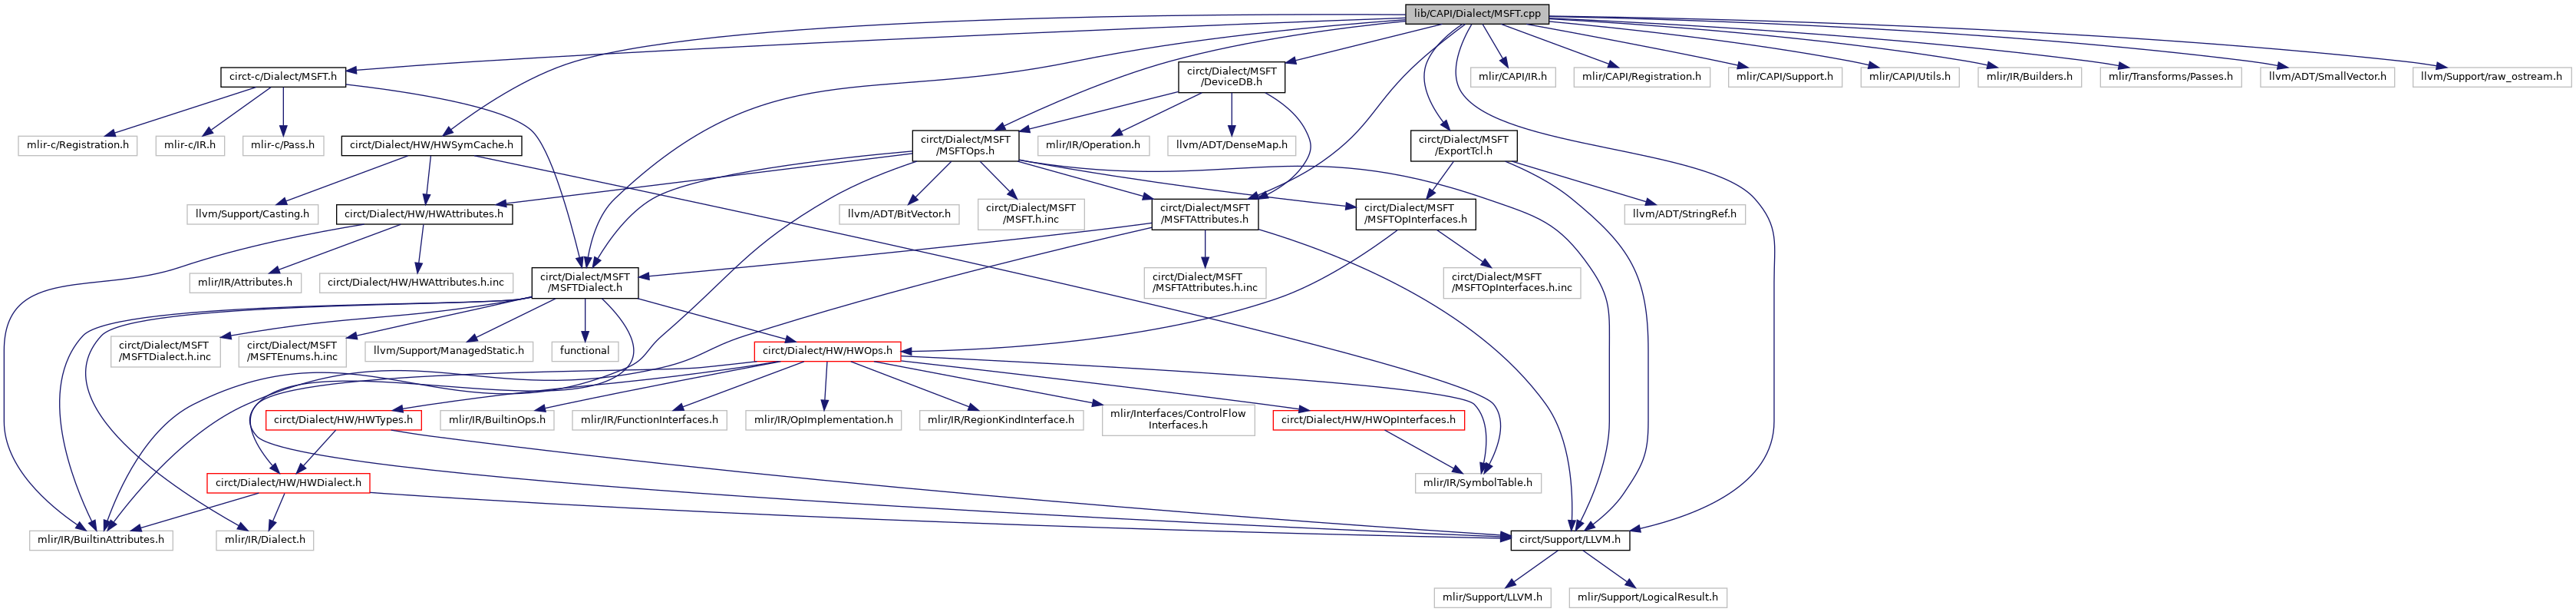 lib/CAPI/Dialect/MSFT.cpp
circt-c/Dialect/MSFT.h
circt/Dialect/MSFT
/DeviceDB.h
mlir/CAPI/IR.h
mlir/CAPI/Registration.h
mlir/CAPI/Support.h
mlir/CAPI/Utils.h
mlir/IR/Builders.h
mlir/Transforms/Passes.h
llvm/ADT/SmallVector.h
llvm/Support/raw_ostream.h
mlir-c/Registration.h
mlir-c/IR.h
mlir-c/Pass.h
circt/Dialect/HW/HWSymCache.h
circt/Dialect/MSFT
/MSFTOps.h
mlir/IR/Operation.h
llvm/ADT/DenseMap.h
circt/Dialect/MSFT
/ExportTcl.h
llvm/Support/Casting.h
circt/Dialect/HW/HWAttributes.h
llvm/ADT/BitVector.h
circt/Dialect/MSFT
/MSFT.h.inc
circt/Dialect/MSFT
/MSFTAttributes.h
circt/Dialect/MSFT
/MSFTOpInterfaces.h
llvm/ADT/StringRef.h
mlir/IR/Attributes.h
circt/Dialect/HW/HWAttributes.h.inc
circt/Dialect/MSFT
/MSFTDialect.h
circt/Dialect/MSFT
/MSFTAttributes.h.inc
circt/Dialect/MSFT
/MSFTOpInterfaces.h.inc
circt/Dialect/MSFT
/MSFTDialect.h.inc
circt/Dialect/MSFT
/MSFTEnums.h.inc
llvm/Support/ManagedStatic.h
functional
circt/Dialect/HW/HWOps.h
circt/Dialect/HW/HWTypes.h
mlir/IR/BuiltinOps.h
mlir/IR/FunctionInterfaces.h
mlir/IR/OpImplementation.h
mlir/IR/RegionKindInterface.h
mlir/Interfaces/ControlFlow
Interfaces.h
circt/Dialect/HW/HWOpInterfaces.h
circt/Dialect/HW/HWDialect.h
mlir/IR/SymbolTable.h
mlir/IR/BuiltinAttributes.h
mlir/IR/Dialect.h
circt/Support/LLVM.h
mlir/Support/LLVM.h
mlir/Support/LogicalResult.h